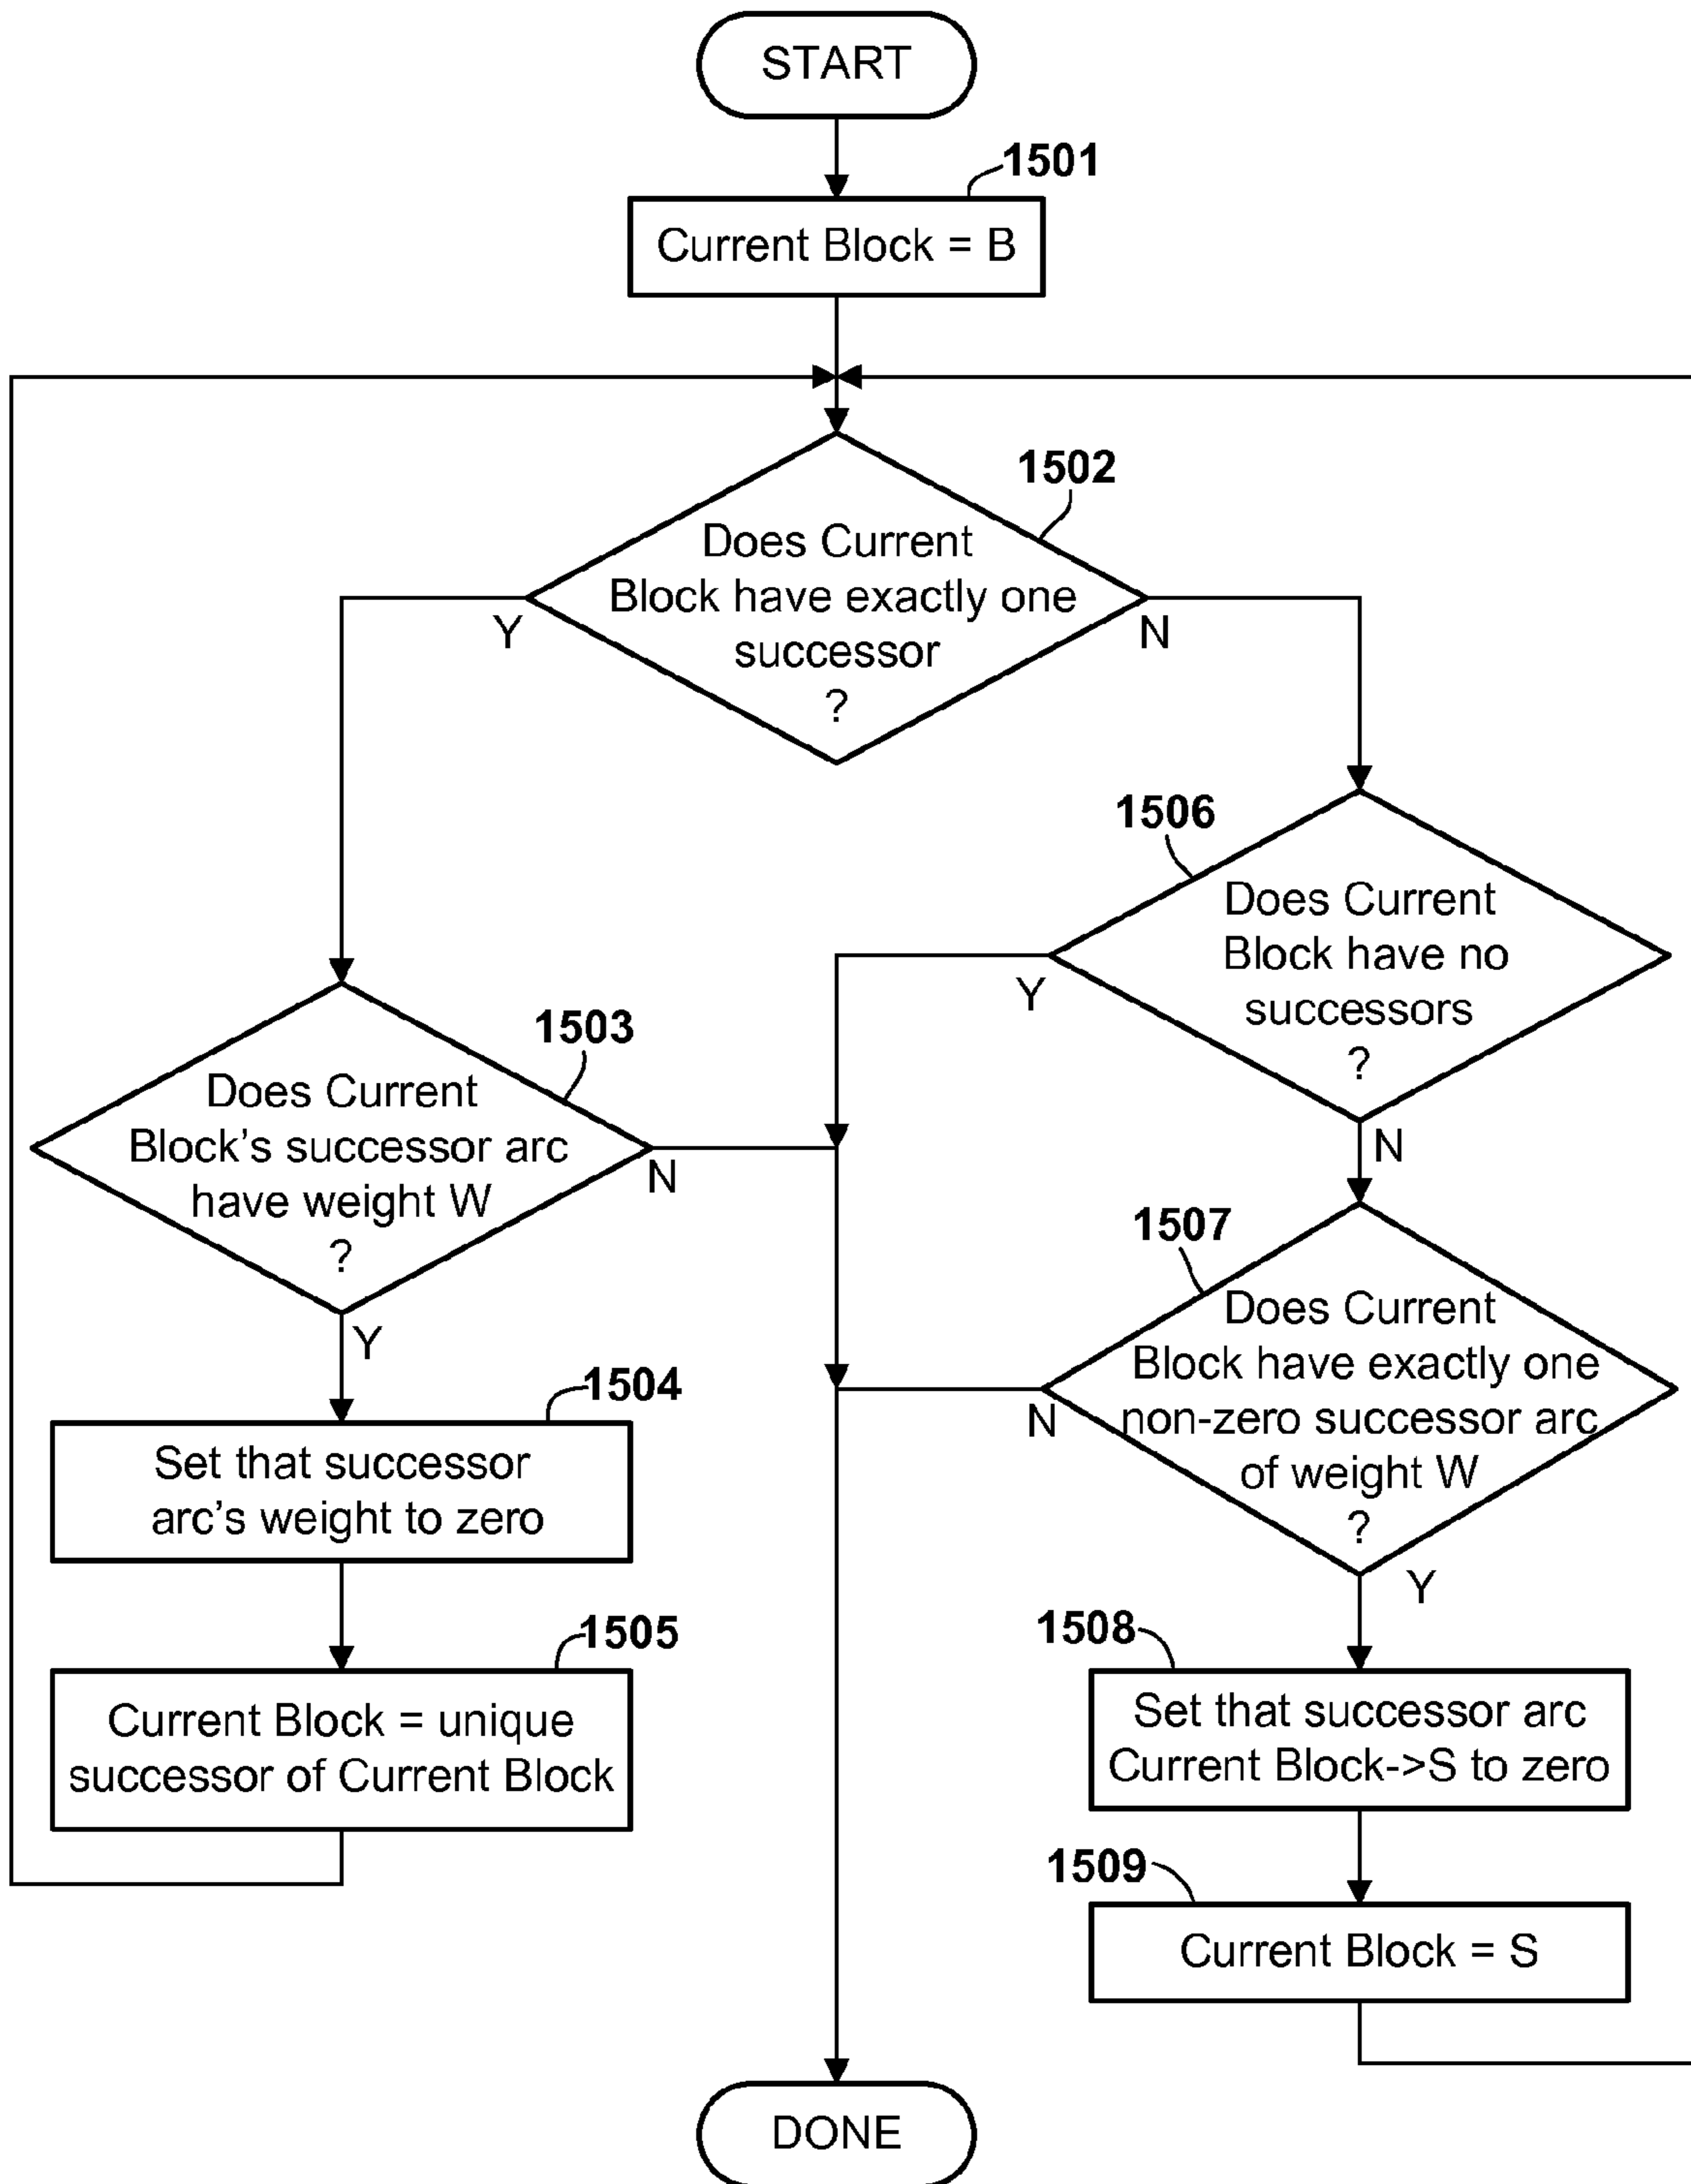 START
1501
Current Block = B
1502
Does Current
Block have exactly one
successor
?
Y
N
1506
Does Current
Block have no
successors
?
Y
N
1503
Does Current
Block's successor arc
have weight W
?
N
Y
1507
Does Current
Block have exactly one
non-zero successor arc
of weight W
?
N
Y
1504
Set that successor
arc's weight to zero
1505
Current Block = unique
successor of Current Block
1508
Set that successor arc
Current Block->S to zero
1509
Current Block = S
DONE